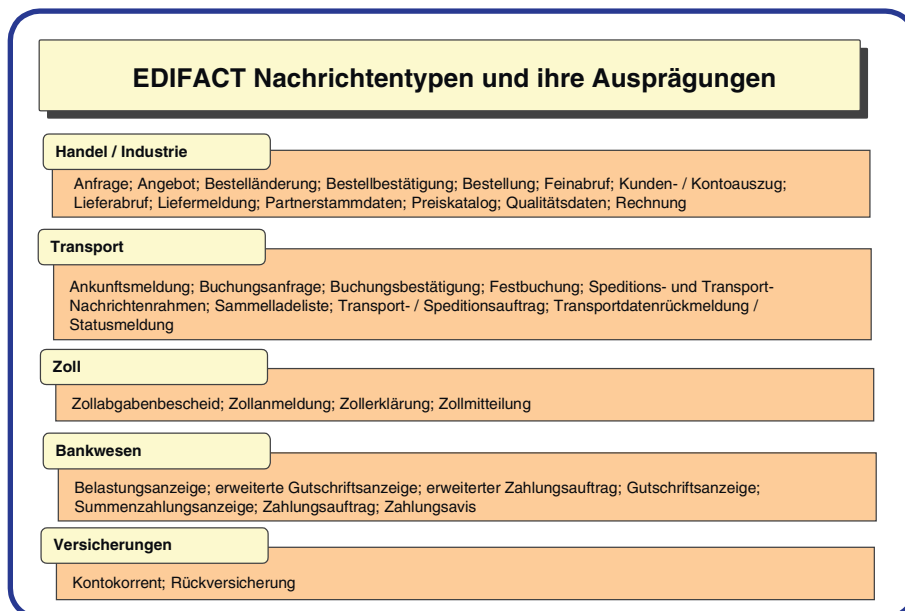 EDIFACT Nachrichtentypen und ihre Ausprägungen
Handel / Industrie
Anfrage; Angebot; Bestelländerung; Bestellbestätigung; Bestellung; Feinabruf; Kunden- / Kontoauszug;
Lieferabruf; Liefermeldung; Partnerstammdaten; Preiskatalog; Qualitätsdaten; Rechnung
Transport
Ankunftsmeldung; Buchungsanfrage; Buchungsbestätigung; Festbuchung; Speditions- und Transport-
Nachrichtenrahmen; Sammelladeliste; Transport- / Speditionsauftrag; Transportdatenrückmeldung /
Statusmeldung
Zoll
Zollabgabenbescheid; Zollanmeldung; Zollerklärung; Zollmitteilung
Bankwesen
Belastungsanzeige; erweiterte Gutschriftsanzeige; erweiterter Zahlungsauftrag; Gutschriftsanzeige;
Summenzahlungsanzeige; Zahlungsauftrag; Zahlungsavis
Versicherungen
Kontokorrent; Rückversicherung